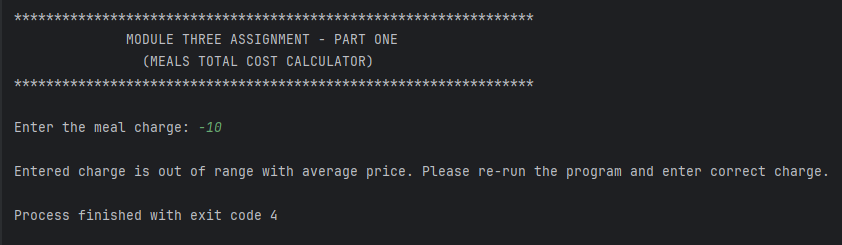 *****************************************************************
MODULE THREE ASSIGNMENT - PART ONE
(MEALS TOTAL COST CALCULATOR)
*****************************************************************
Enter the meal charge: -10
Entered charge is out of range with average price. Please re-run the program and enter correct charge.
Process finished with exit code 4